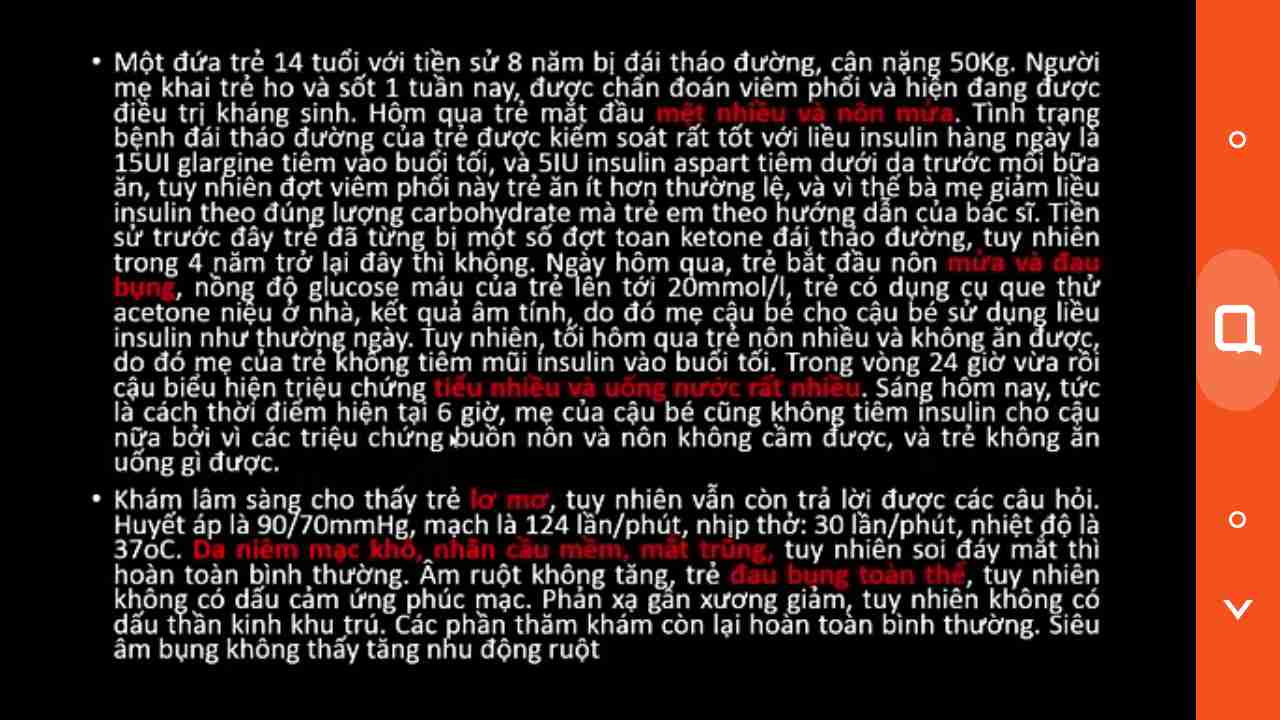 • Một đứa trẻ 14 tuổi với tiền sử 8 năm bị đái tháo đường, cân nặng 50Kg. Người
mẹ khai trẻ ho và sốt 1 tuần nay, được chẩn đoán viêm phổi và hiện đang được
điều trị kháng sinh. Hôm qua trẻ mắt đầu mệt nhiều và nôn mửa. Tình trạng
bệnh đái tháo đường của trẻ được kiểm soát rất tốt với liều insulin hàng ngày là
15UI glargine tiêm vào buổi tối, và 5IU insulin aspart tiêm dưới da trước mỗi bữa
ăn, tuy nhiên đợt viêm phổi này trẻ ăn ít hơn thường lệ, và vì thế bà mẹ giảm liều
insulin theo đúng lượng carbohydrate mà trẻ em theo hướng dẫn của bác sĩ. Tiền
sử trước đây trẻ đã từng bị một số đợt toan ketone đái tháo đường, tuy nhiên
trong 4 năm trở lại đây thì không. Ngày hôm qua, trẻ bắt đầu nôn mửa và đau
bụng, nồng độ glucose máu của trẻ lên tới 20mmol/l, trẻ có dụng cụ que thử
acetone niệu ở nhà, kết quả âm tính, do đó mẹ cậu bé cho cậu bé sử dụng liều
insulin như thường ngày. Tuy nhiên, tối hôm qua trẻ nôn nhiều và không ăn được,
do đó mẹ của trẻ không tiêm mũi insulin vào buổi tối. Trong vòng 24 giờ vừa rồi
cậu biểu hiện triệu chứng tiểu nhiều và uống nước rất nhiều. Sáng hôm nay, tức
là cách thời điểm hiện tại 6 giờ, mẹ của cậu bé cũng không tiêm insulin cho cậu
nữa bởi vì các triệu chứng buồn nôn và nôn không cầm được, và trẻ không ăn
uống gì được.
• Khám lâm sàng cho thấy trẻ lơ mơ, tuy nhiên vẫn còn trả lời được các câu hỏi.
Huyết áp là 90/70mmHg, mạch là 124 lần/phút, nhịp thở: 30 lần/phút, nhiệt độ là
37oC. Da niêm mạc khô, nhãn cầu mềm, mắt trũng, tuy nhiên soi đáy mắt thì
hoàn toàn bình thường. Âm ruột không tăng, trẻ đau bụng toàn thể, tuy nhiên
không có dấu cảm ứng phúc mạc. Phản xạ gân xương giảm, tuy nhiên không có
dấu thần kinh khu trú. Các phần thăm khám còn lại hoàn toàn bình thường. Siêu
âm bụng không thấy tăng nhu động ruột